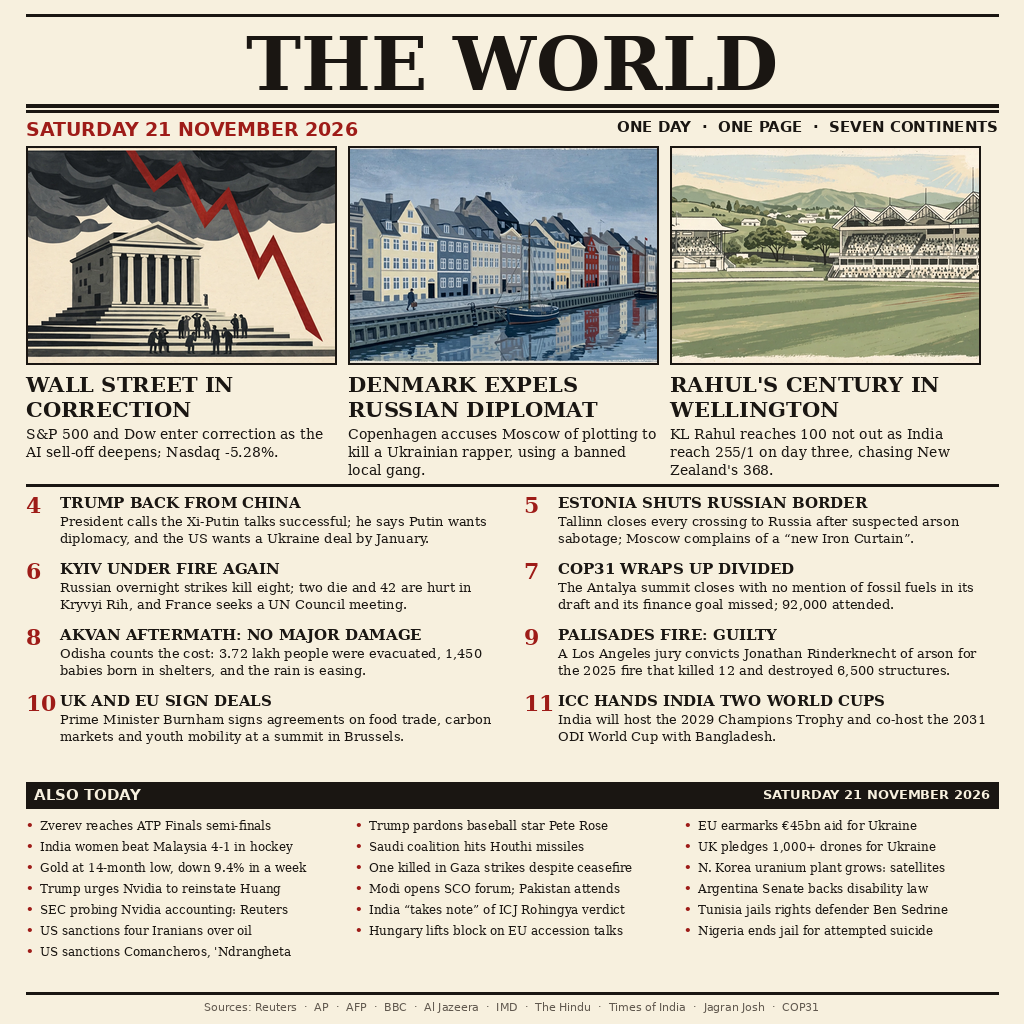 THE WORLD
SATURDAY 21 NOVEMBER 2026
ONE DAY · ONE PAGE · SEVEN CONTINENTS
WALL STREET IN
CORRECTION
S&P 500 and Dow enter correction as the
AI sell-off deepens; Nasdaq -5.28%.
DENMARK EXPELS
RUSSIAN DIPLOMAT
Copenhagen accuses Moscow of plotting to
kill a Ukrainian rapper, using a banned
local gang.
RAHUL'S CENTURY IN
WELLINGTON
KL Rahul reaches 100 not out as India
reach 255/1 on day three, chasing New
Zealand's 368.
4 TRUMP BACK FROM CHINA
President calls the Xi-Putin talks successful; he says Putin wants
diplomacy, and the US wants a Ukraine deal by January.
5 ESTONIA SHUTS RUSSIAN BORDER
Tallinn closes every crossing to Russia after suspected arson
sabotage; Moscow complains of a “new Iron Curtain”.
6 KYIV UNDER FIRE AGAIN
Russian overnight strikes kill eight; two die and 42 are hurt in
Kryvyi Rih, and France seeks a UN Council meeting.
7 COP31 WRAPS UP DIVIDED
The Antalya summit closes with no mention of fossil fuels in its
draft and its finance goal missed; 92,000 attended.
8 AKVAN AFTERMATH: NO MAJOR DAMAGE
Odisha counts the cost: 3.72 lakh people were evacuated, 1,450
babies born in shelters, and the rain is easing.
9 PALISADES FIRE: GUILTY
A Los Angeles jury convicts Jonathan Rinderknecht of arson for
the 2025 fire that killed 12 and destroyed 6,500 structures.
10 UK AND EU SIGN DEALS
Prime Minister Burnham signs agreements on food trade, carbon
markets and youth mobility at a summit in Brussels.
11 ICC HANDS INDIA TWO WORLD CUPS
India will host the 2029 Champions Trophy and co-host the 2031
ODI World Cup with Bangladesh.
ALSO TODAY
SATURDAY 21 NOVEMBER 2026
• Zverev reaches ATP Finals semi-finals
• India women beat Malaysia 4-1 in hockey
• Gold at 14-month low, down 9.4% in a week
• Trump urges Nvidia to reinstate Huang
• SEC probing Nvidia accounting: Reuters
• US sanctions four Iranians over oil
• US sanctions Comancheros, 'Ndrangheta
• Trump pardons baseball star Pete Rose
• Saudi coalition hits Houthi missiles
• One killed in Gaza strikes despite ceasefire
• Modi opens SCO forum; Pakistan attends
• India “takes note” of ICJ Rohingya verdict
• Hungary lifts block on EU accession talks
• EU earmarks €45bn aid for Ukraine
• UK pledges 1,000+ drones for Ukraine
• N. Korea uranium plant grows: satellites
• Argentina Senate backs disability law
• Tunisia jails rights defender Ben Sedrine
• Nigeria ends jail for attempted suicide
Sources: Reuters · AP · AFP · BBC · Al Jazeera · IMD · The Hindu · Times of India · Jagran Josh · COP31